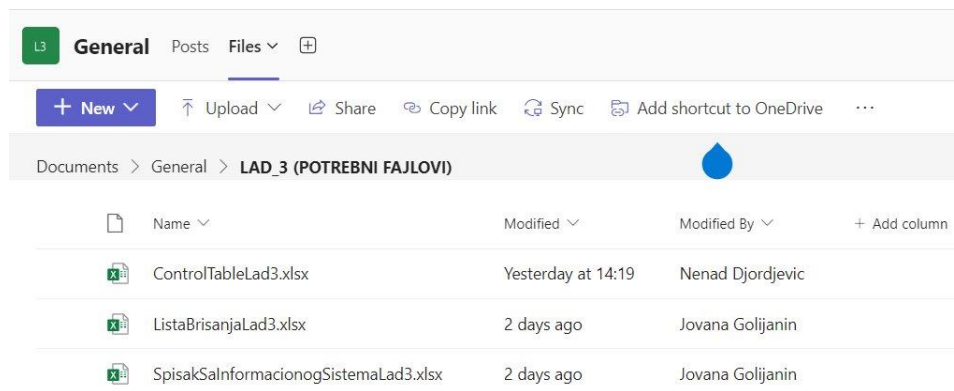 L3 General Posts Files
+ New Upload Share Copy link Sync Add shortcut to OneDrive ...
Documents > General > LAD_3 (POTREBNI FAJLOVI)
Name Modified Modified By + Add column
ControlTableLad3.xlsx Yesterday at 14:19 Nenad Djordjevic
ListaBrisanjaLad3.xlsx 2 days ago Jovana Golijanin
SpisakSaInformacionogSistemaLad3.xlsx 2 days ago Jovana Golijanin